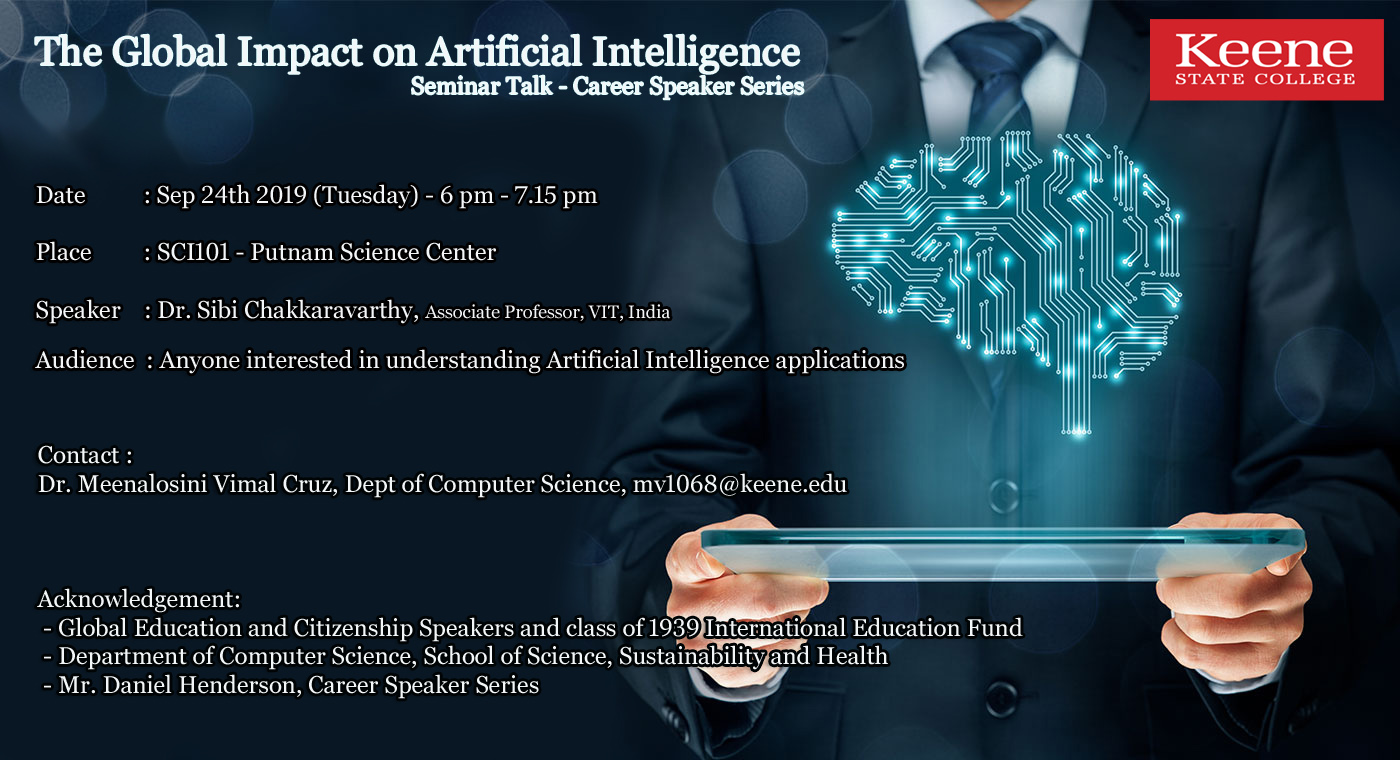 The Global Impact on Artificial Intelligence
Seminar Talk - Career Speaker Series
Keene
STATE COLLEGE
Date : Sep 24th 2019 (Tuesday) - 6 pm - 7.15 pm
Place : SCI101 - Putnam Science Center
Speaker : Dr. Sibi Chakkaravarthy, Associate Professor, VIT, India
Audience : Anyone interested in understanding Artificial Intelligence applications
Contact :
Dr. Meenalosini Vimal Cruz, Dept of Computer Science, mv1068@keene.edu
Acknowledgement:
- Global Education and Citizenship Speakers and class of 1939 International Education Fund
- Department of Computer Science, School of Science, Sustainability and Health
- Mr. Daniel Henderson, Career Speaker Series